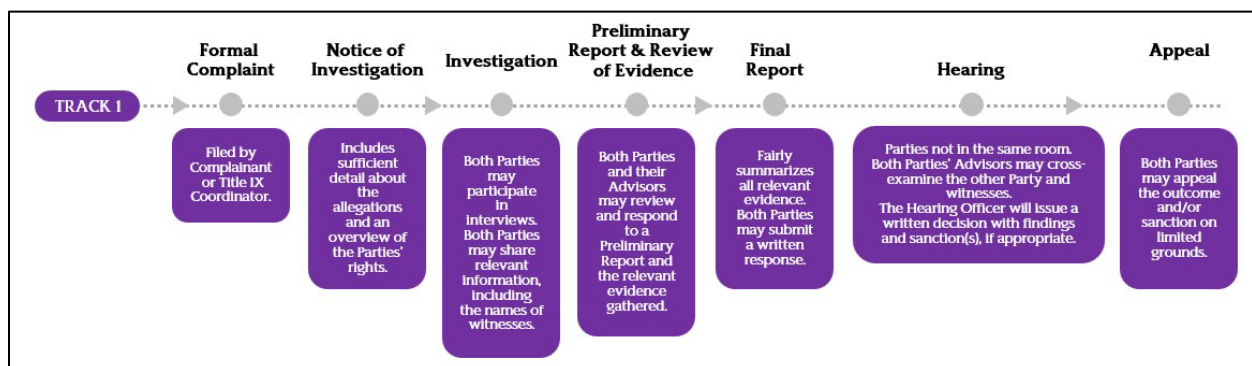 Formal
Complaint
Notice of
Investigation
Investigation
Preliminary
Report & Review
of Evidence
Final
Report
Hearing
Appeal
TRACK 1
Filed by
Complainant
or Title IX
Coordinator.
Includes
sufficient
detail about
the
allegations
and an
overview of
the Parties'
rights.
Both Parties
may
participate
in
interviews.
Both Parties
may share
relevant
information,
including
the names of
witnesses.
Both Parties
and their
Advisors
may review
and respond
to a
Preliminary
Report and
the relevant
evidence
gathered.
Fairly
summarizes
all relevant
evidence.
Both Parties
may submit
a written
response.
Parties not in the same room.
Both Parties' Advisors may cross-
examine the other Party and
witnesses.
The Hearing Officer will issue a
written decision with findings
and sanction(s), if appropriate.
Both Parties
may appeal
the outcome
and/or
sanction on
limited
grounds.